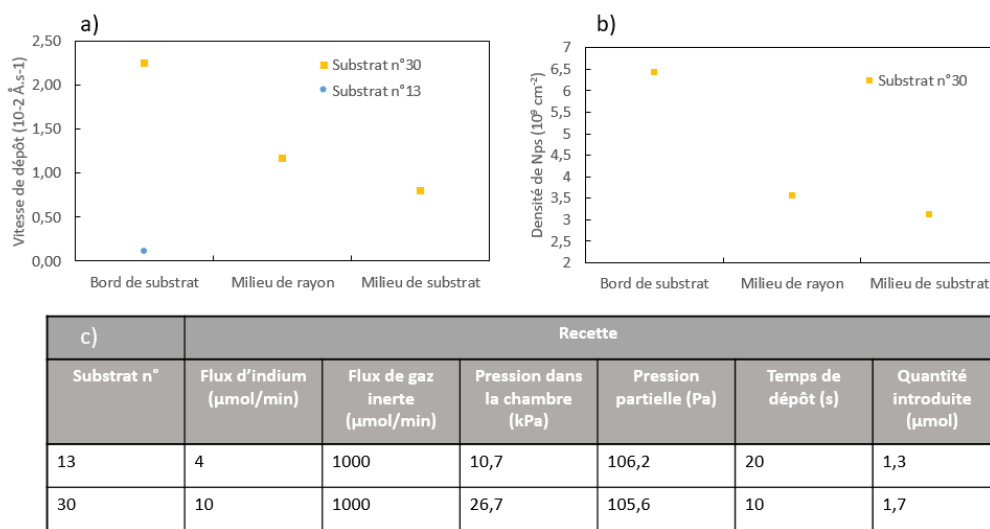 a)
2,50
2,00
1,50
1,00
0,50
0,00
Vitesse de dépôt (10-2 Å.s-1)
Substrat n°30
Substrat n°13
Bord de substrat
Milieu de rayon
Milieu de substrat
b)
7
6,5
6
5,5
5
4,5
4
3,5
3
2,5
2
Densité de Nps (10⁹ cm⁻²)
Substrat n°30
Bord de substrat
Milieu de rayon
Milieu de substrat
c)
Recette
Substrat n°
Flux d'indium
(µmol/min)
Flux de gaz
inerte
(µmol/min)
Pression dans
la chambre
(kPa)
Pression
partielle (Pa)
Temps de
dépôt (s)
Quantité
introduite
(µmol)
13 4 1000 10,7 106,2 20 1,3
30 10 1000 26,7 105,6 10 1,7